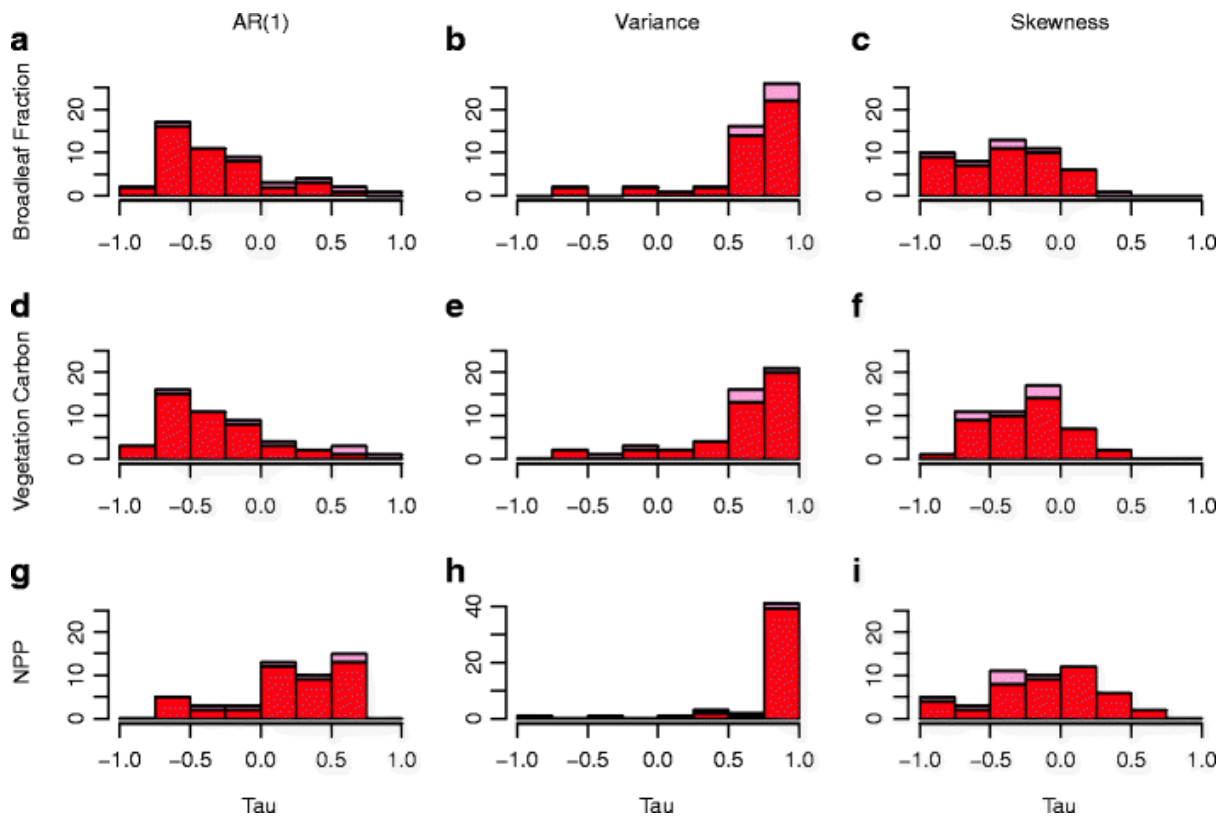 AR(1) Variance Skewness
a b c
Broadleaf Fraction
0 10 20 0 10 20 0 10 20
−1.0 −0.5 0.0 0.5 1.0 −1.0 −0.5 0.0 0.5 1.0 −1.0 −0.5 0.0 0.5 1.0
d e f
Vegetation Carbon
0 10 20 0 10 20 0 10 20
−1.0 −0.5 0.0 0.5 1.0 −1.0 −0.5 0.0 0.5 1.0 −1.0 −0.5 0.0 0.5 1.0
g h i
NPP
0 10 20 0 20 40 0 10 20
−1.0 −0.5 0.0 0.5 1.0 −1.0 −0.5 0.0 0.5 1.0 −1.0 −0.5 0.0 0.5 1.0
Tau Tau Tau